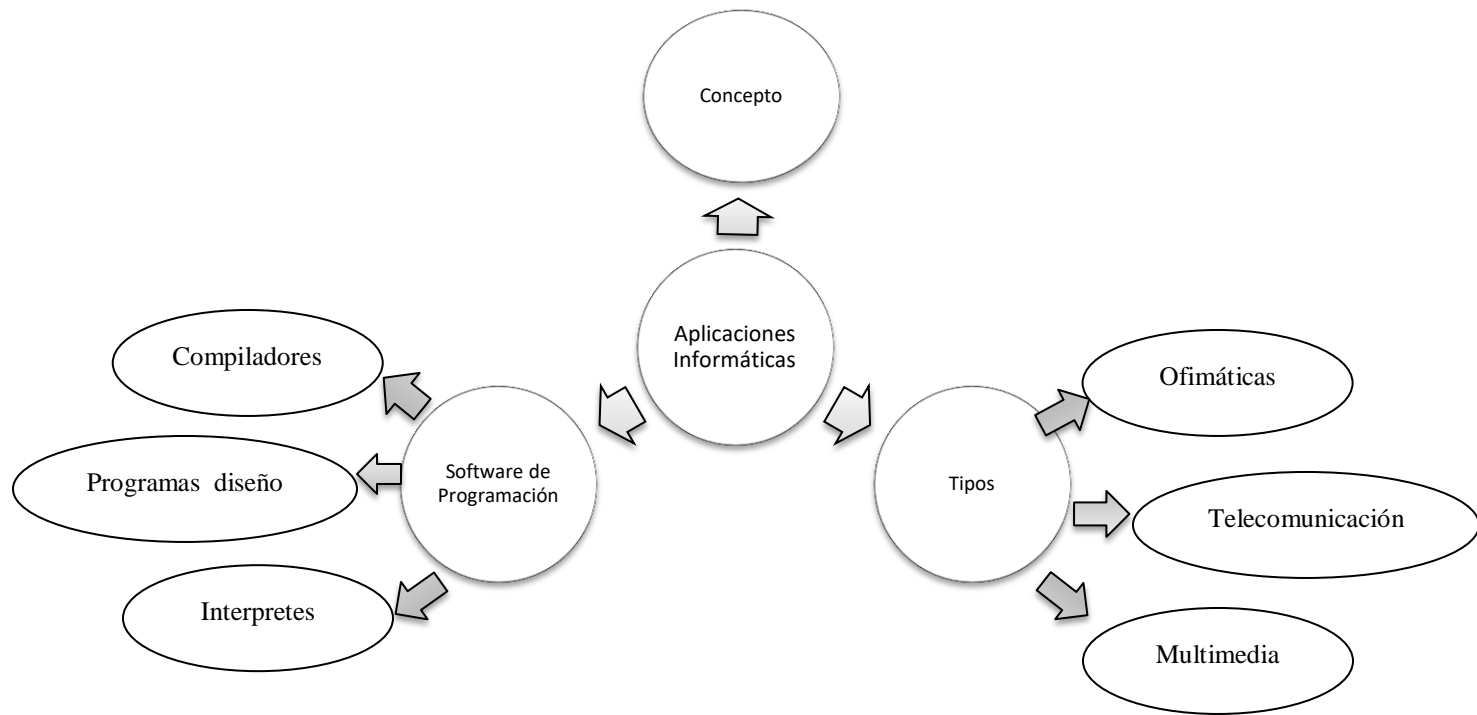 Concepto
Aplicaciones
Informáticas
Compiladores
Programas diseño
Interpretes
Software de
Programación
Tipos
Ofimáticas
Telecomunicación
Multimedia